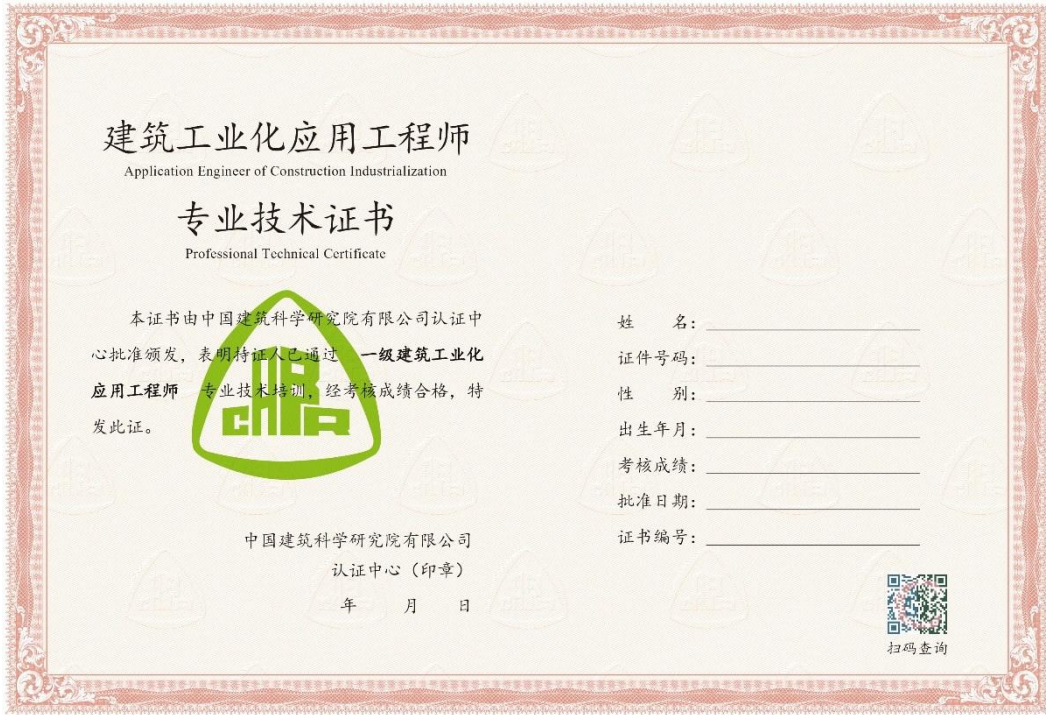 建筑工业化应用工程师
Application Engineer of Construction Industrialization
专业技术证书
Professional Technical Certificate
本证书由中国建筑科学研究院有限公司认证中
心批准颁发，表明持证人已通过 一级建筑工业化
应用工程师 专业技术培训，经考核成绩合格，特
发此证。
CABR
中国建筑科学研究院有限公司
认证中心（印章）
年 月 日
姓 名：
证件号码：
性 别：
出生年月：
考核成绩：
批准日期：
证书编号：
扫码查询